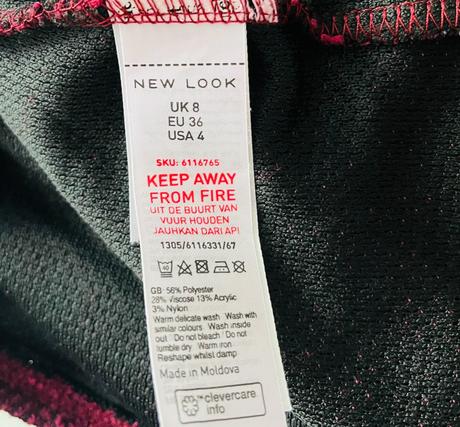 NEW LOOK
UK 8
EU 36
USA 4
SKU: 6116765
KEEP AWAY
FROM FIRE
UIT DE BUURT VAN
VUUR HOUDEN
JAUHKAN DARI API
1305/6116331/67
40
GB: 56% Polyester
28% Viscose 13% Acrylic
3% Nylon
Warm delicate wash Wash with
similar colours Wash inside
out Do not bleach Do not
tumble dry Warm iron
Reshape whilst damp
Made in Moldova
™clevercare
info